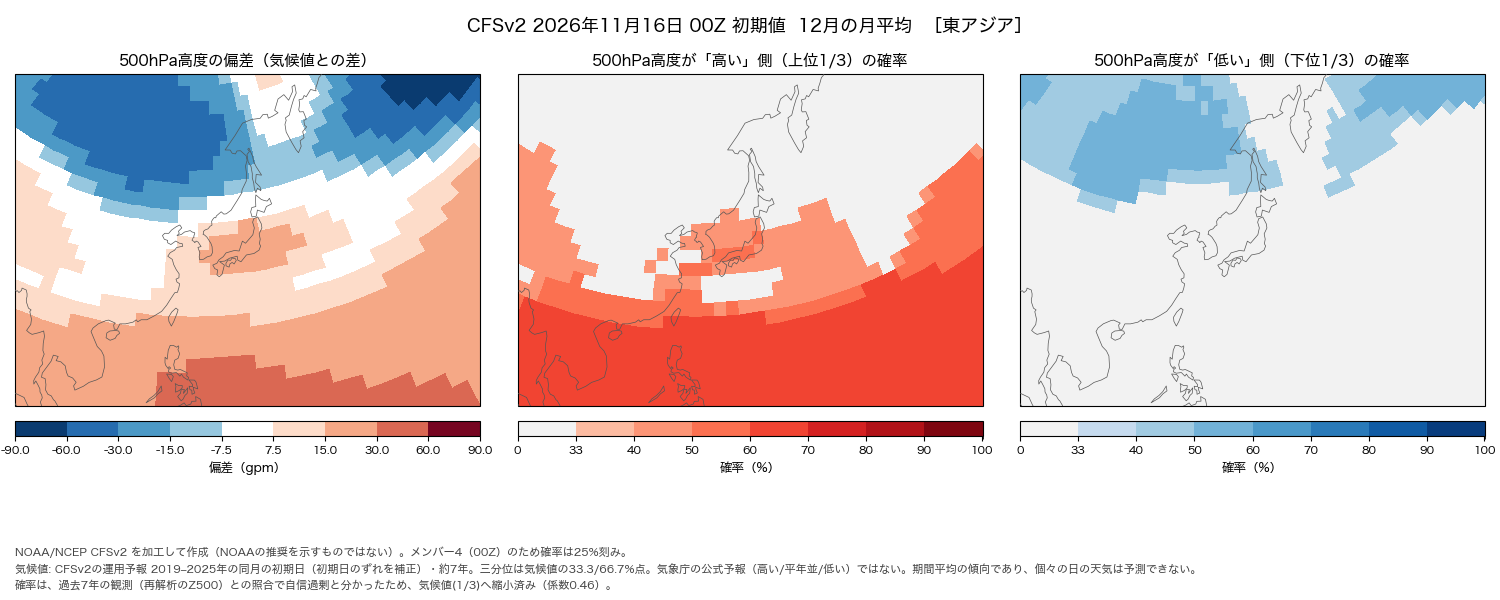 CFSv2 2026年11月16日 00Z 初期値 12月の月平均 ［東アジア］
500hPa高度の偏差（気候値との差）
500hPa高度が「高い」側（上位1/3）の確率
500hPa高度が「低い」側（下位1/3）の確率
-90.0 -60.0 -30.0 -15.0 -7.5 7.5 15.0 30.0 60.0 90.0
偏差（gpm）
0 33 40 50 60 70 80 90 100
確率（%）
0 33 40 50 60 70 80 90 100
確率（%）
NOAA/NCEP CFSv2 を加工して作成（NOAAの推奨を示すものではない）。メンバー4（00Z）のため確率は25%刻み。
気候値: CFSv2の運用予報 2019–2025年の同月の初期日（初期日のずれを補正）・約7年。三分位は気候値の33.3/66.7%点。気象庁の公式予報（高い/平年並/低い）ではない。期間平均の傾向であり、個々の日の天気は予測できない。
確率は、過去7年の観測（再解析のZ500）との照合で自信過剰と分かったため、気候値(1/3)へ縮小済み（係数0.46）。